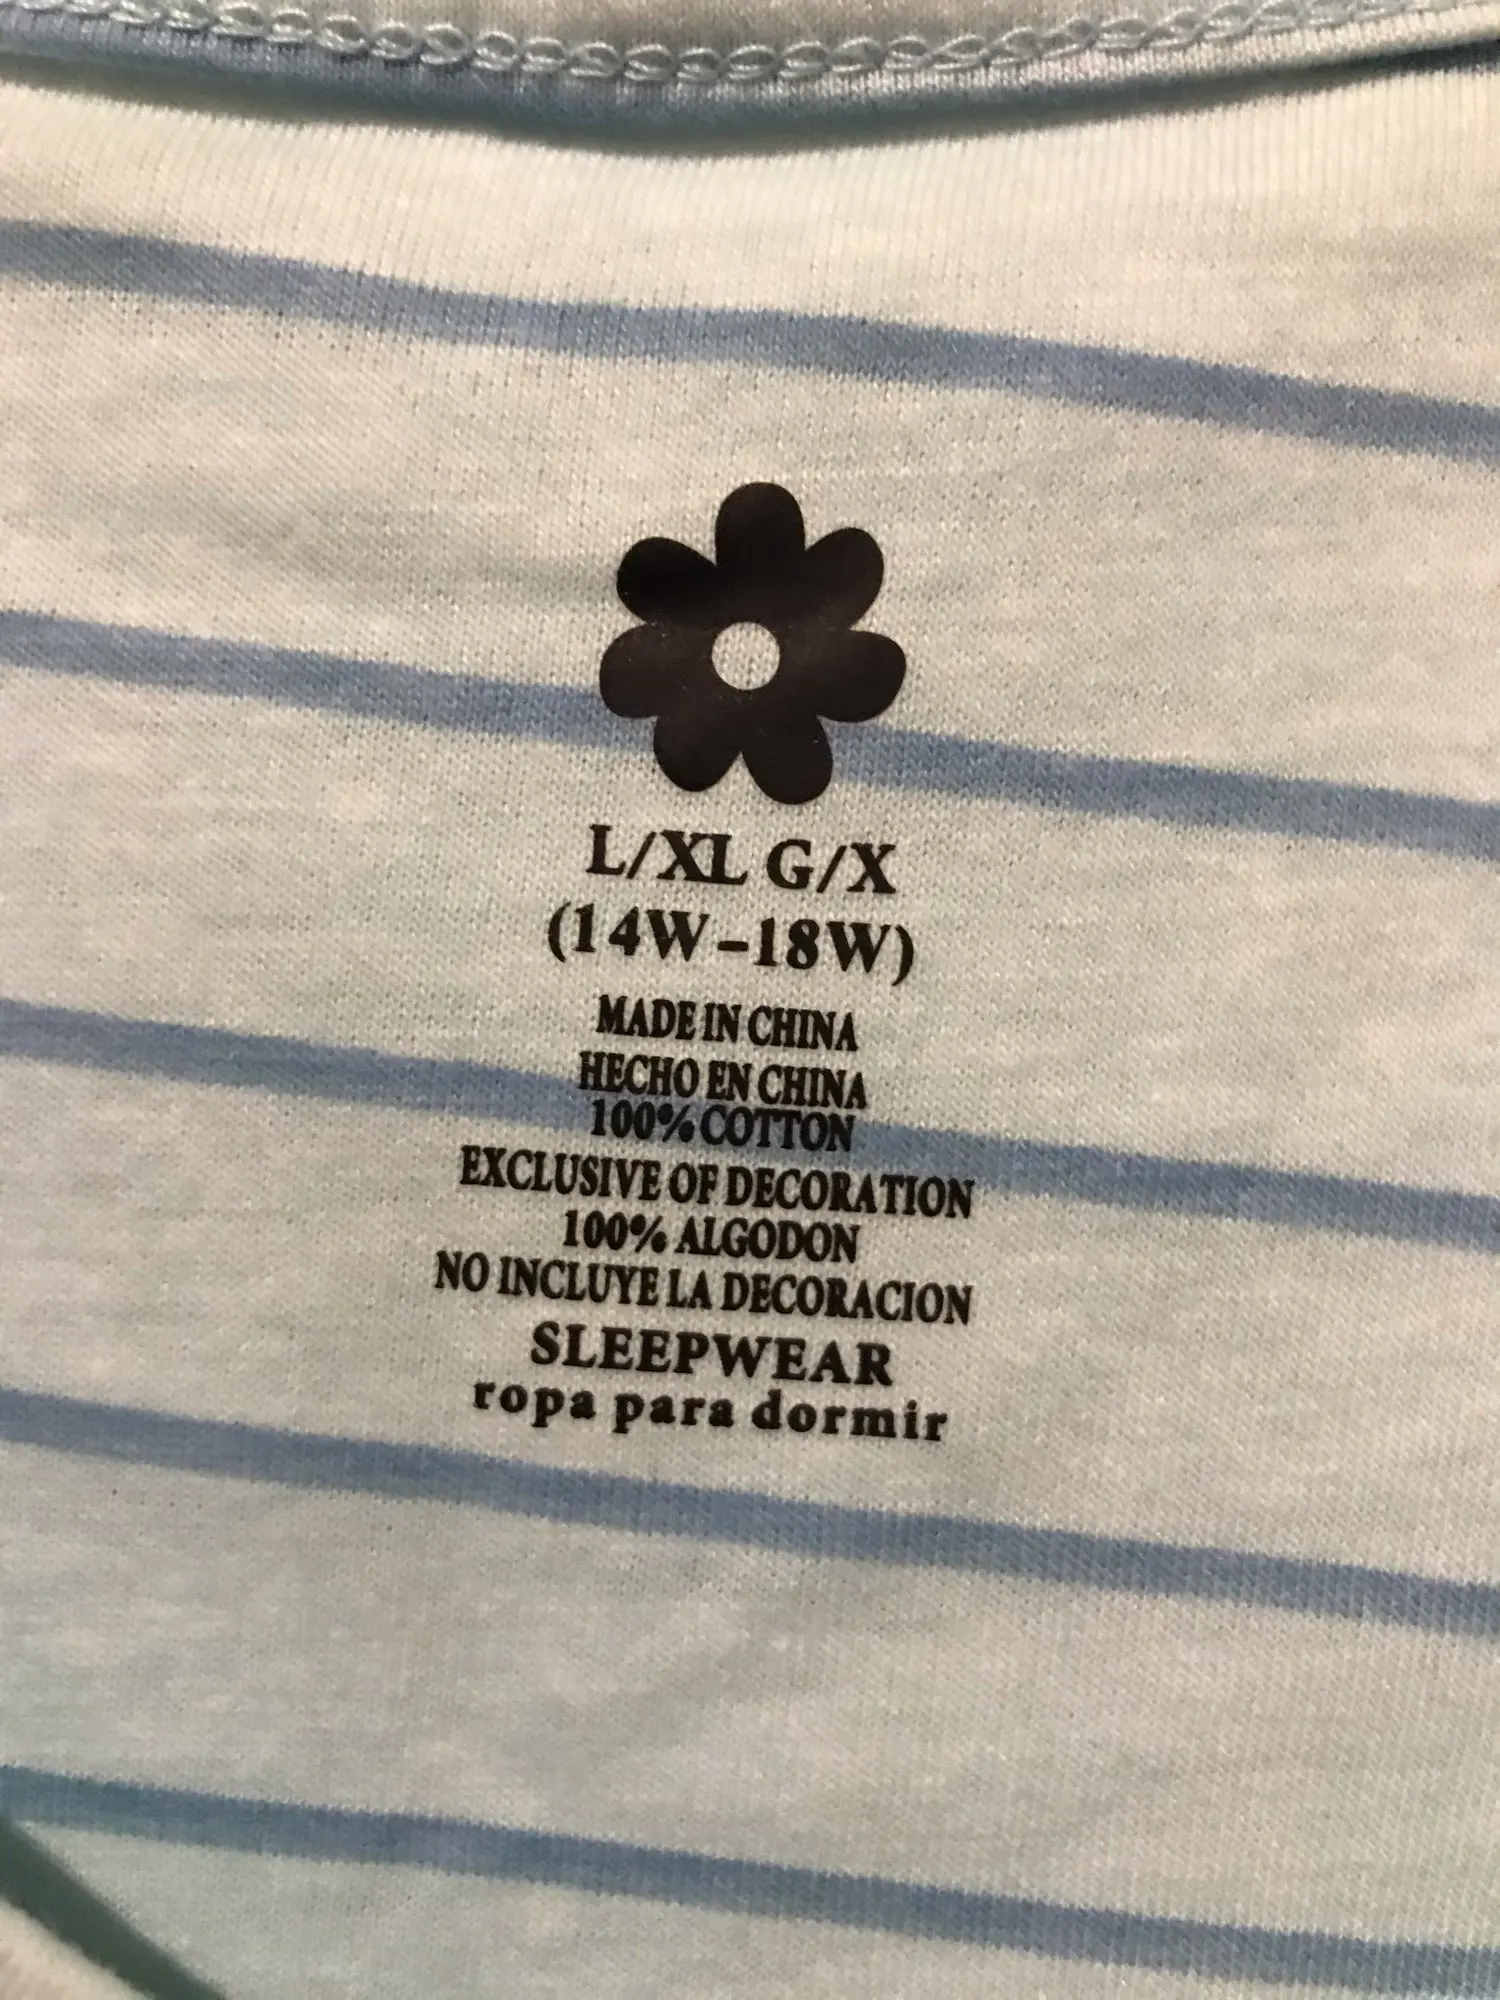 L/XL G/X
(14W-18W)
MADE IN CHINA
HECHO EN CHINA
100% COTTON
EXCLUSIVE OF DECORATION
100% ALGODON
NO INCLUYE LA DECORACION
SLEEPWEAR
ropa para dormir